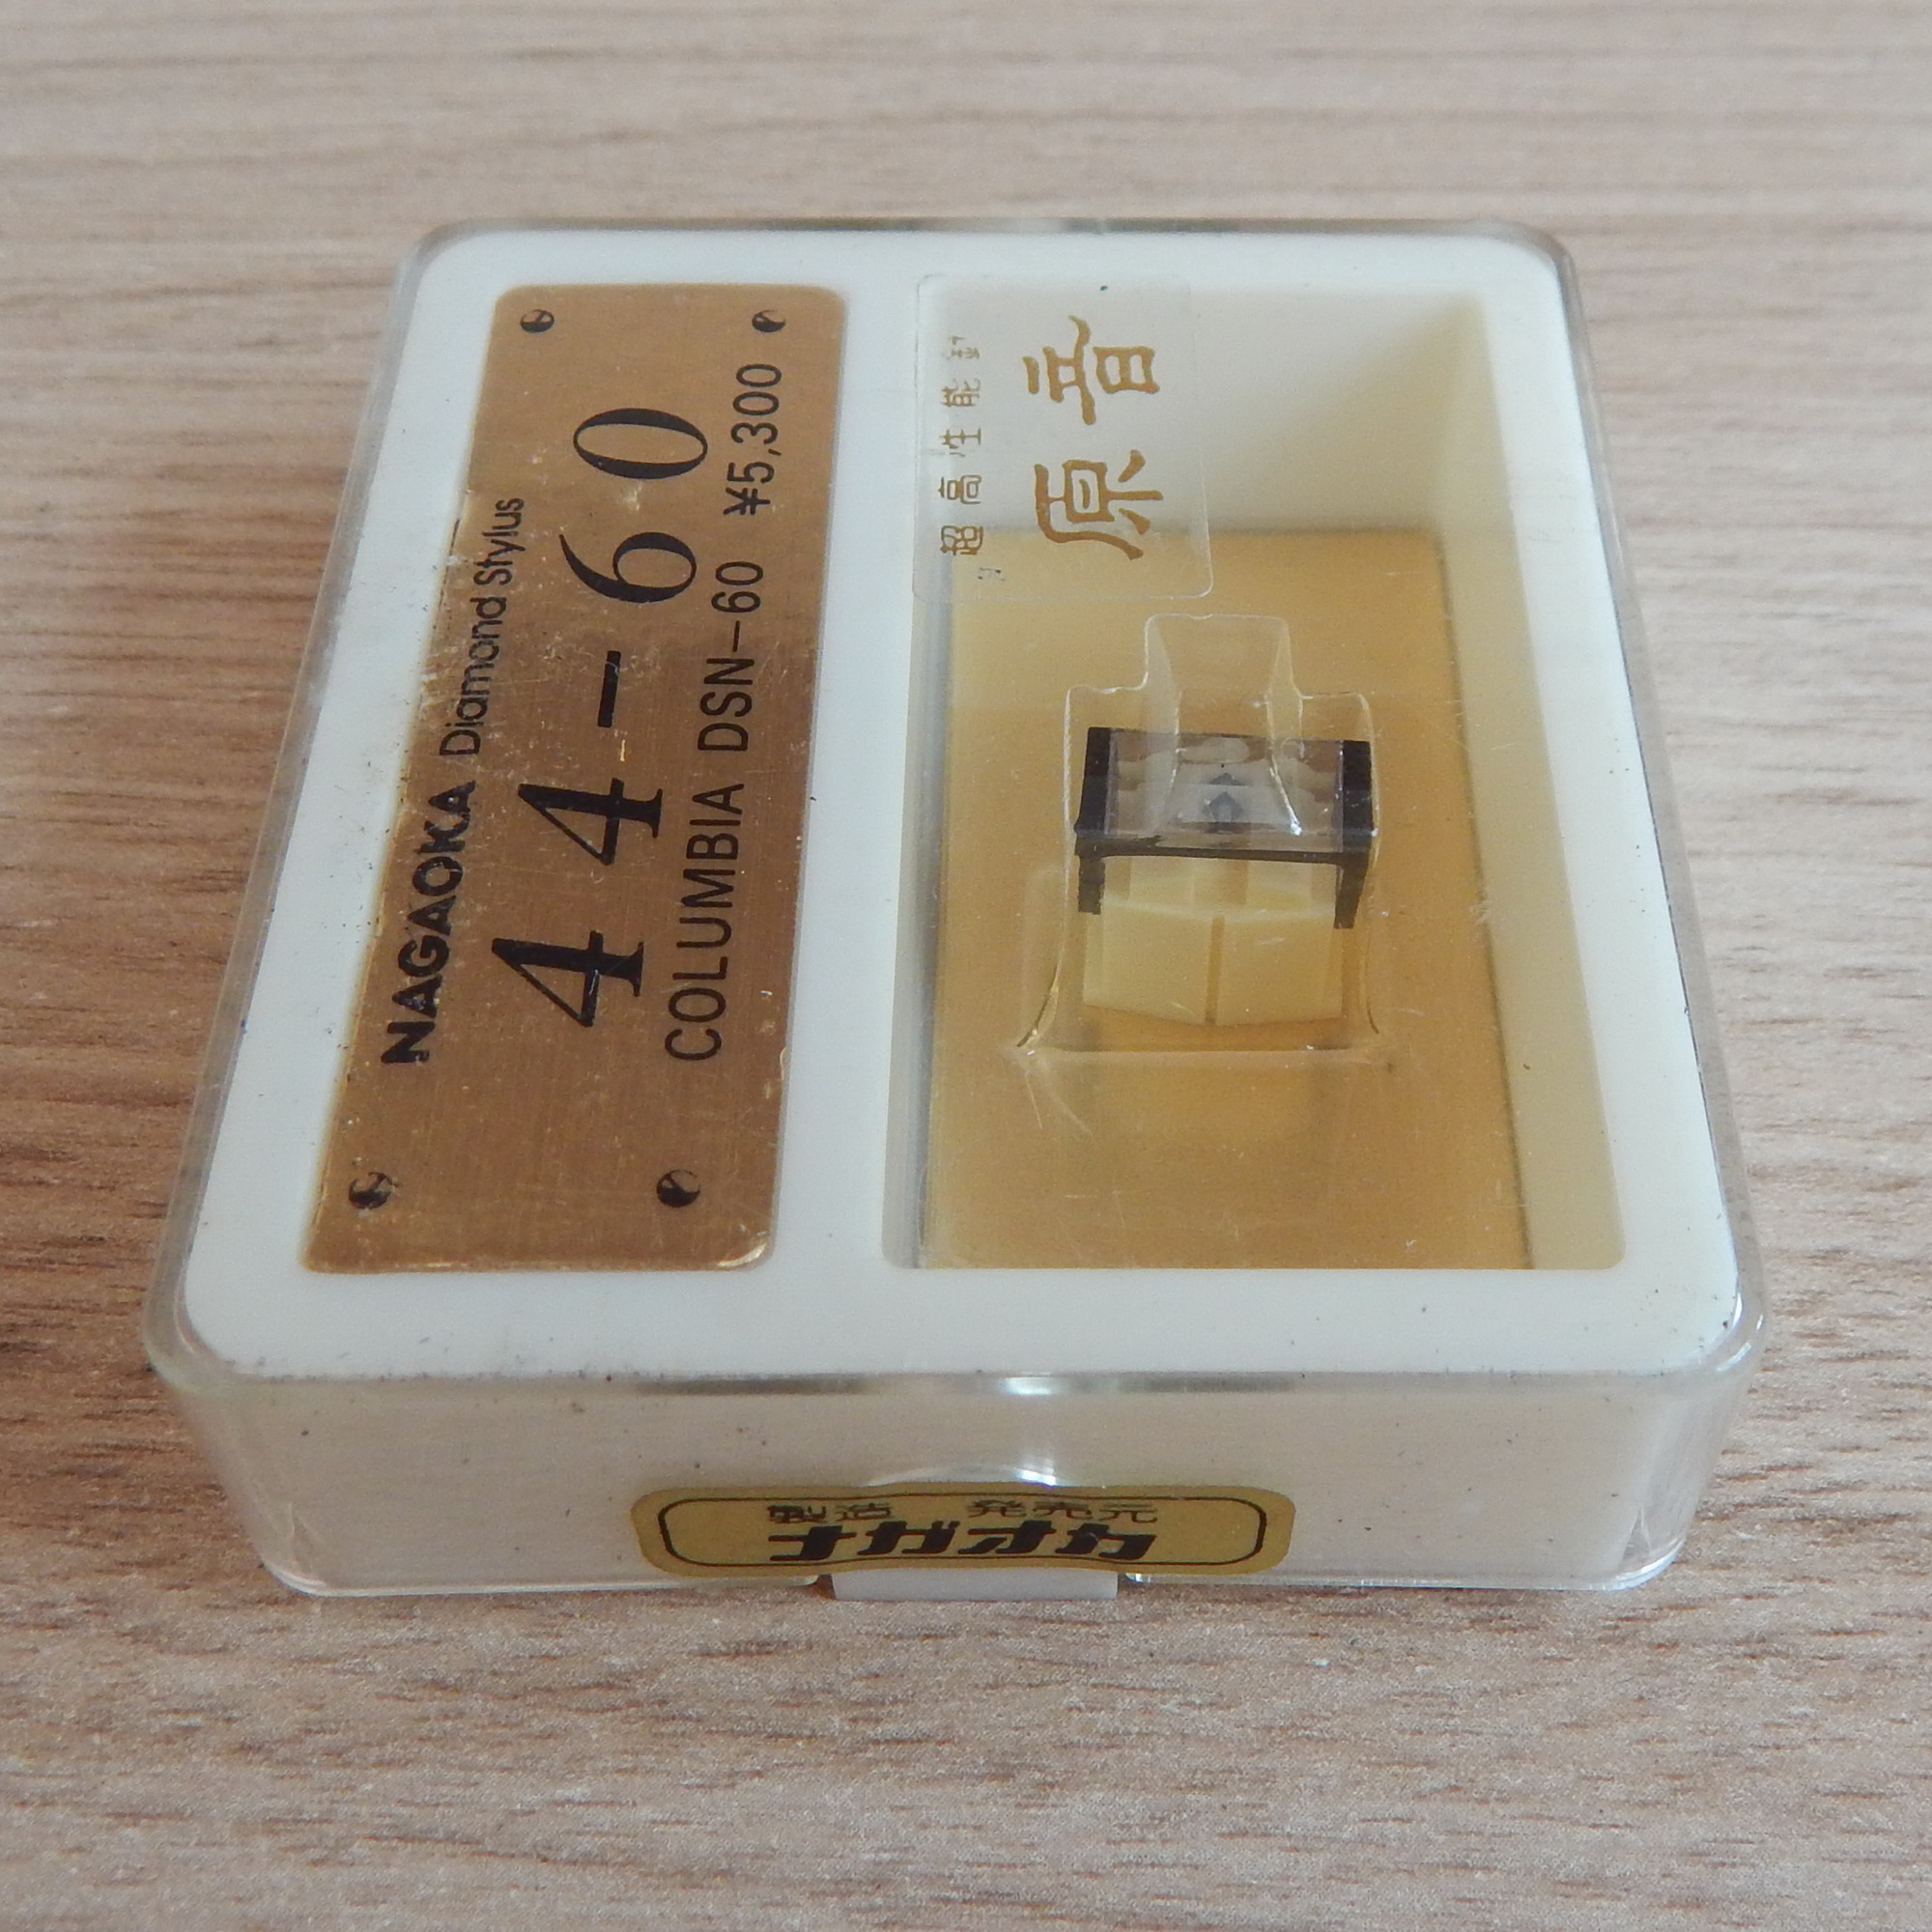 NAGAOKA Diamond Stylus
44-60
COLUMBIA DSN-60 ¥5,300
超高性能針
原音
製造 発売元
ナガオカ